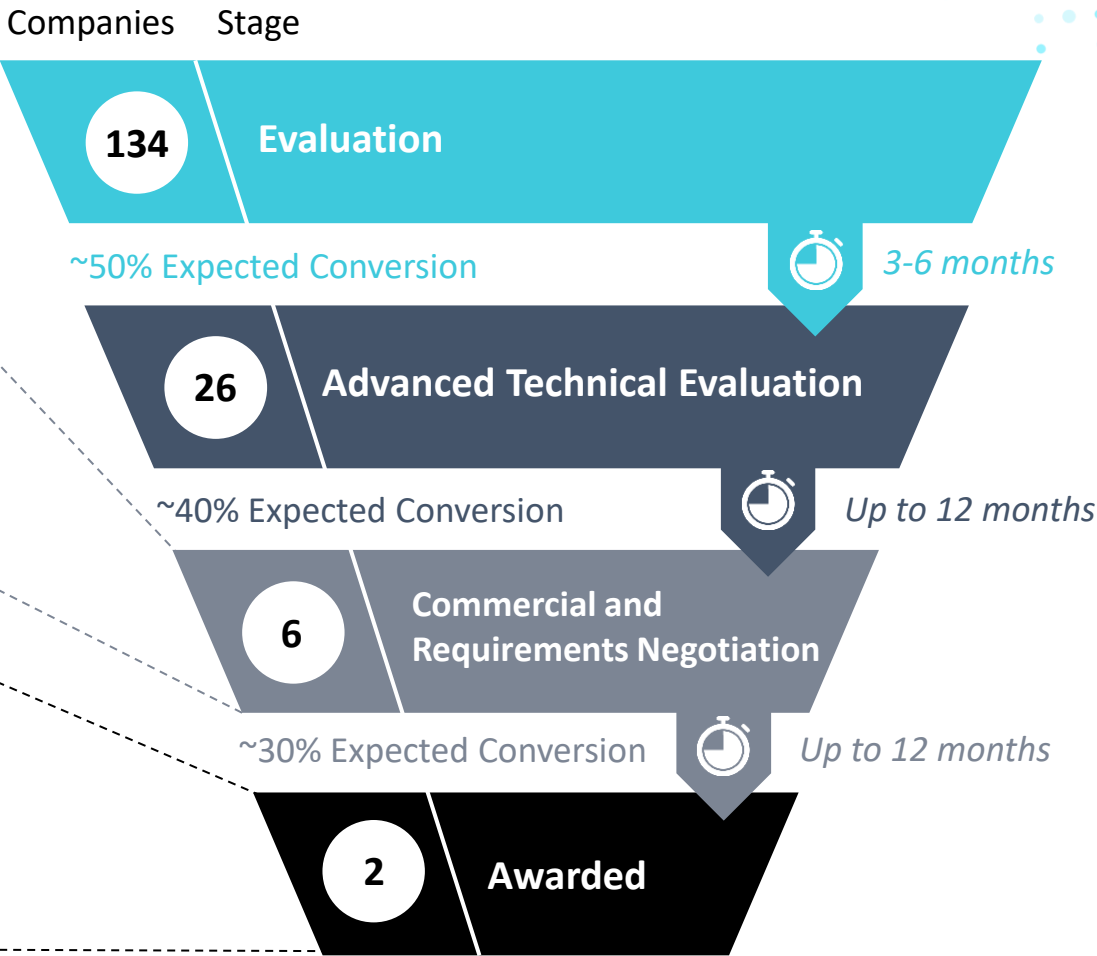 Companies Stage
134 Evaluation
~50% Expected Conversion 3-6 months
26 Advanced Technical Evaluation
~40% Expected Conversion Up to 12 months
6 Commercial and
Requirements Negotiation
~30% Expected Conversion Up to 12 months
2 Awarded